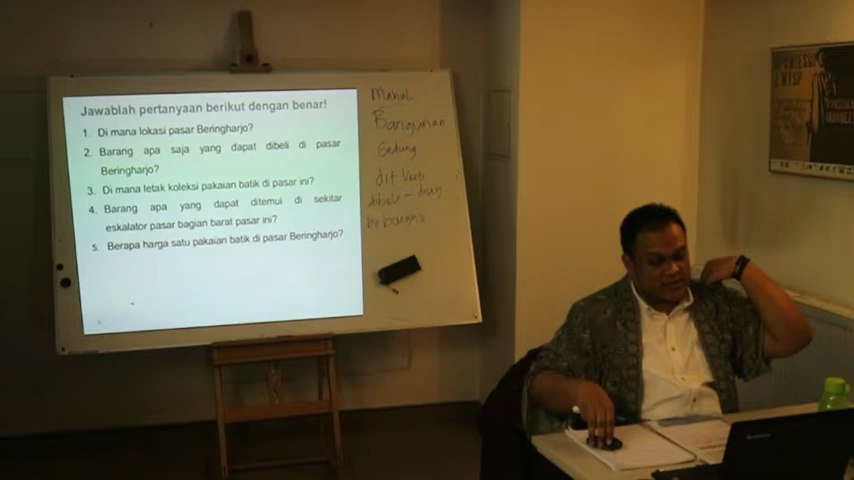 Jawablah pertanyaan berikut dengan benar!
1. Di mana lokasi pasar Beringharjo?
2. Barang apa saja yang dapat dibeli di pasar
Beringharjo?
3. Di mana letak koleksi pakaian batik di pasar ini?
4. Barang apa yang dapat ditemui di sekitar
eskalator pasar bagian barat pasar ini?
5. Berapa harga satu pakaian batik di pasar Beringharjo?
Mahal
Bangunan
Gedung
di+ Verb
dibeli - buy